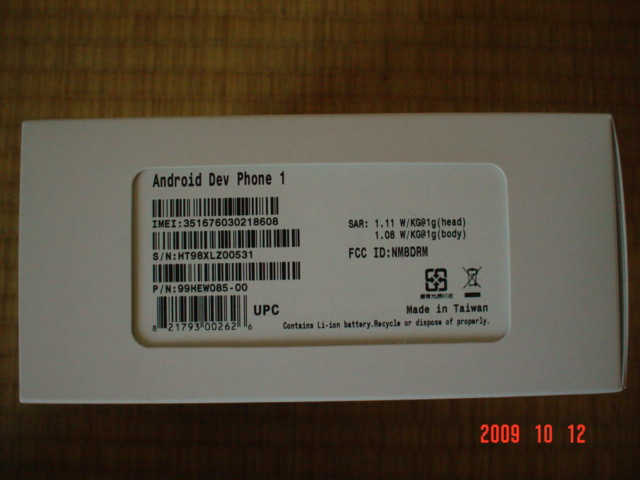 Android Dev Phone 1
IMEI:351676030218608
S/N:HT98XLZ00531
P/N:99HEW085-00
8 21793 00262 6
UPC
SAR: 1.11 W/KG@1g(head)
1.08 W/KG@1g(body)
FCC ID:NM8DRM
Made in Taiwan
Contains Li-ion battery.Recycle or dispose of properly.
2009 10 12